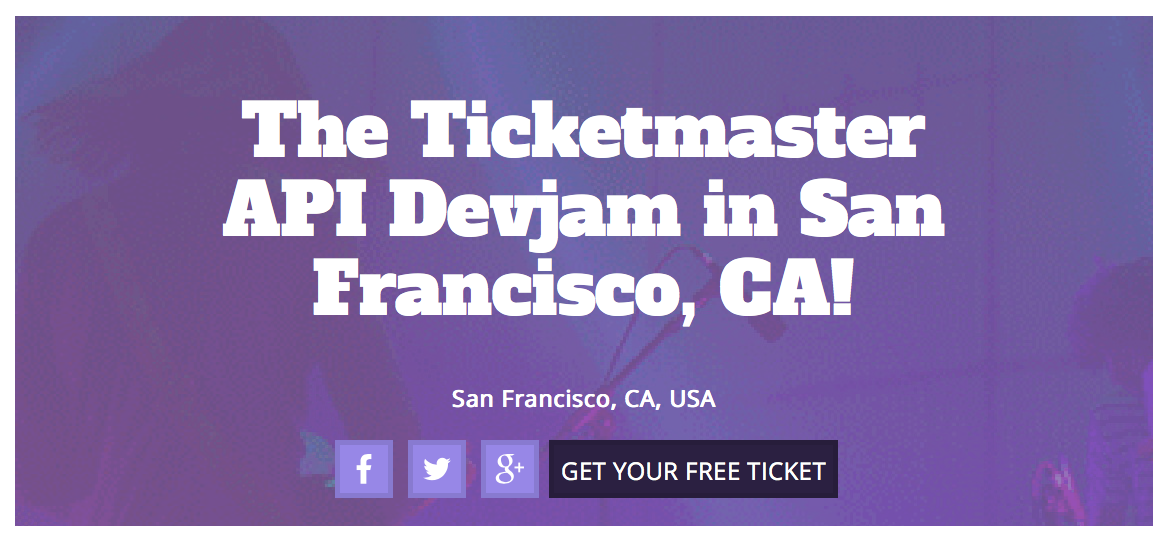 The Ticketmaster
API Devjam in San
Francisco, CA!
San Francisco, CA, USA
f g+ GET YOUR FREE TICKET